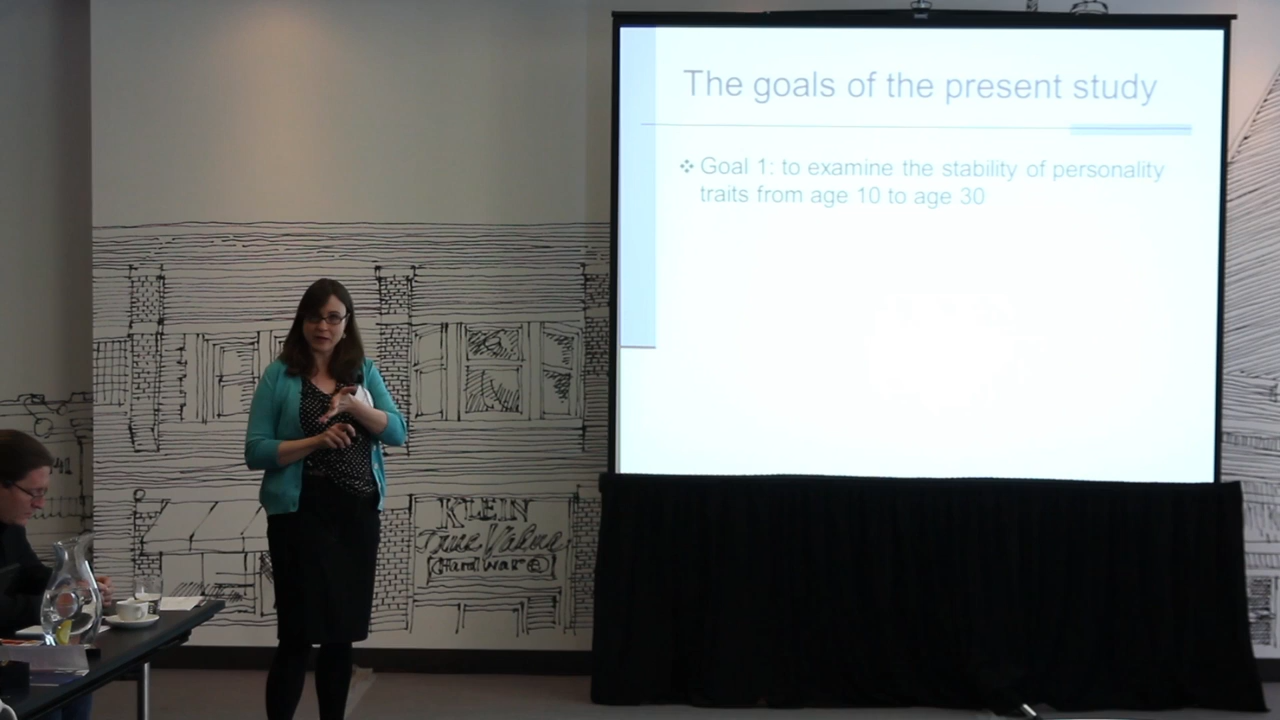 The goals of the present study
❖ Goal 1: to examine the stability of personality
traits from age 10 to age 30
KLEIN
True Value
Hardware